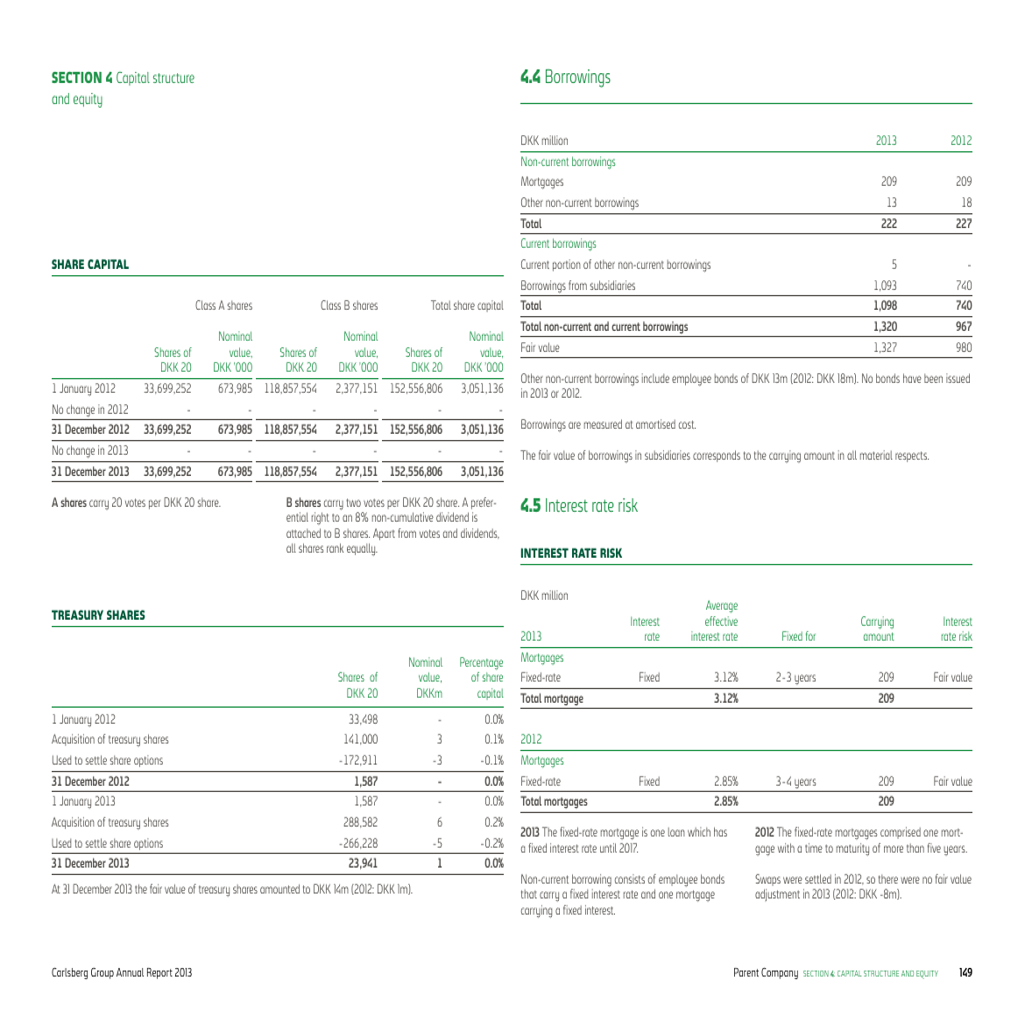 SECTION 4 Capital structure
and equity
SHARE CAPITAL
Class A shares Class B shares Total share capital
Nominal Nominal Nominal
Shares of value, Shares of value, Shares of value,
DKK 20 DKK '000 DKK 20 DKK '000 DKK 20 DKK '000
1 January 2012 33,699,252 673,985 118,857,554 2,377,151 152,556,806 3,051,136
No change in 2012 - - - - - -
31 December 2012 33,699,252 673,985 118,857,554 2,377,151 152,556,806 3,051,136
No change in 2013 - - - - - -
31 December 2013 33,699,252 673,985 118,857,554 2,377,151 152,556,806 3,051,136
A shares carry 20 votes per DKK 20 share.
B shares carry two votes per DKK 20 share. A prefer-
ential right to an 8% non-cumulative dividend is
attached to B shares. Apart from votes and dividends,
all shares rank equally.
TREASURY SHARES
Nominal Percentage
Shares of value, of share
DKK 20 DKKm capital
1 January 2012 33,498 - 0.0%
Acquisition of treasury shares 141,000 3 0.1%
Used to settle share options -172,911 -3 -0.1%
31 December 2012 1,587 - 0.0%
1 January 2013 1,587 - 0.0%
Acquisition of treasury shares 288,582 6 0.2%
Used to settle share options -266,228 -5 -0.2%
31 December 2013 23,941 1 0.0%
At 31 December 2013 the fair value of treasury shares amounted to DKK 14m (2012: DKK 1m).
4.4 Borrowings
DKK million 2013 2012
Non-current borrowings
Mortgages 209 209
Other non-current borrowings 13 18
Total 222 227
Current borrowings
Current portion of other non-current borrowings 5 -
Borrowings from subsidiaries 1,093 740
Total 1,098 740
Total non-current and current borrowings 1,320 967
Fair value 1,327 980
Other non-current borrowings include employee bonds of DKK 13m (2012: DKK 18m). No bonds have been issued
in 2013 or 2012.
Borrowings are measured at amortised cost.
The fair value of borrowings in subsidiaries corresponds to the carrying amount in all material respects.
4.5 Interest rate risk
INTEREST RATE RISK
DKK million
Average
Interest effective Carrying Interest
2013 rate interest rate Fixed for amount rate risk
Mortgages
Fixed-rate Fixed 3.12% 2-3 years 209 Fair value
Total mortgage 3.12% 209
2012
Mortgages
Fixed-rate Fixed 2.85% 3-4 years 209 Fair value
Total mortgages 2.85% 209
2013 The fixed-rate mortgage is one loan which has
a fixed interest rate until 2017.
Non-current borrowing consists of employee bonds
that carry a fixed interest rate and one mortgage
carrying a fixed interest.
2012 The fixed-rate mortgages comprised one mort-
gage with a time to maturity of more than five years.
Swaps were settled in 2012, so there were no fair value
adjustment in 2013 (2012: DKK -8m).
Carlsberg Group Annual Report 2013
Parent Company SECTION 4: CAPITAL STRUCTURE AND EQUITY 149